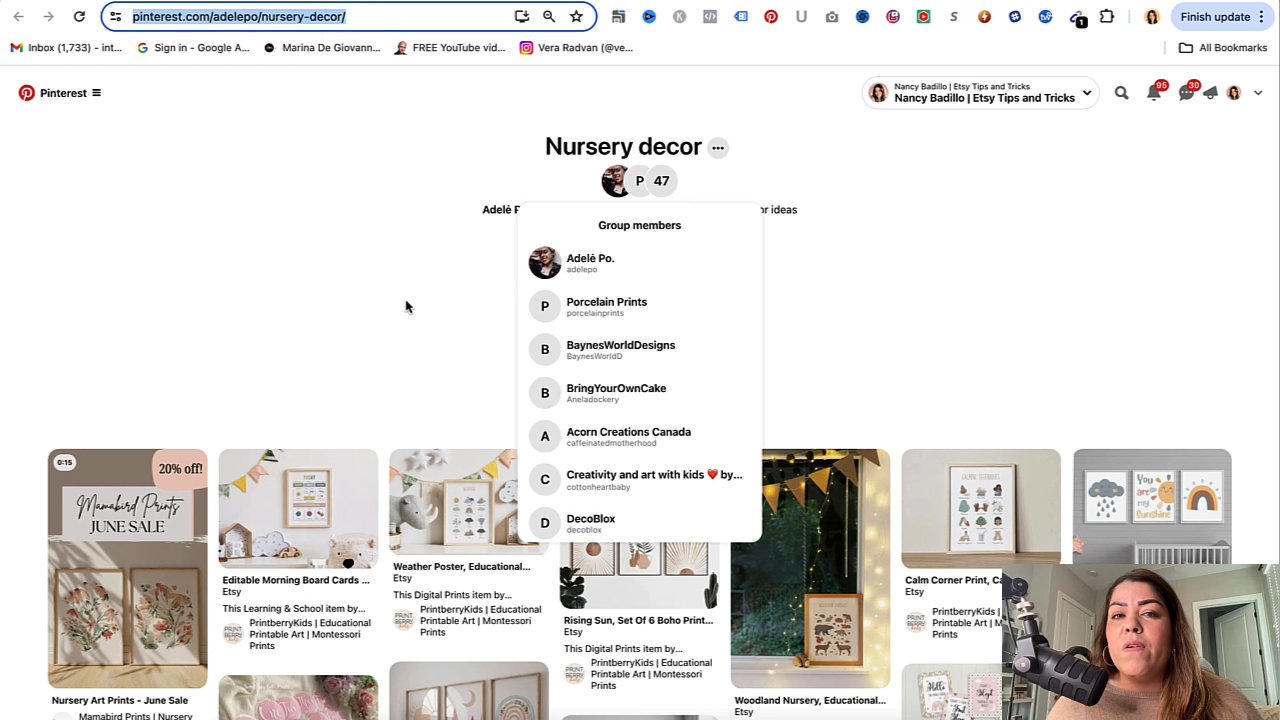 pinterest.com/adelepo/nursery-decor/
1
Finish update
Inbox (1,733) - int...
Sign in - Google A...
Marina De Giovann...
FREE YouTube vid...
Vera Radvan (@ve...
All Bookmarks
Pinterest
Nancy Badillo | Etsy Tips and Tricks
Nancy Badillo | Etsy Tips and Tricks
95
30
Nursery decor
P
47
Adelė P
or ideas
Group members
Adelė Po.
adelepo
P
Porcelain Prints
porcelainprints
B
BaynesWorldDesigns
BaynesWorldD
B
BringYourOwnCake
Aneladockery
A
Acorn Creations Canada
caffeinatedmotherhood
C
Creativity and art with kids ❤️ by...
cottonheartbaby
D
DecoBlox
decoblox
0:15
20% off!
Mamabird Prints
JUNE SALE
Nursery Art Prints - June Sale
Mamabird Prints | Nursery
Editable Morning Board Cards ...
Etsy
This Learning & School item by...
PrintberryKids | Educational
Printable Art | Montessori
Prints
Weather Poster, Educational...
Etsy
This Digital Prints item by...
PrintberryKids | Educational
Printable Art | Montessori
Prints
Rising Sun, Set Of 6 Boho Print...
Etsy
This Digital Prints item by...
PrintberryKids | Educational
Printable Art | Montessori
Prints
Woodland Nursery, Educational...
Etsy
Calm Corner Print, Ca
Etsy
PrintberryK
Printable A
Prints
You
are
my
Sunshine
Hello